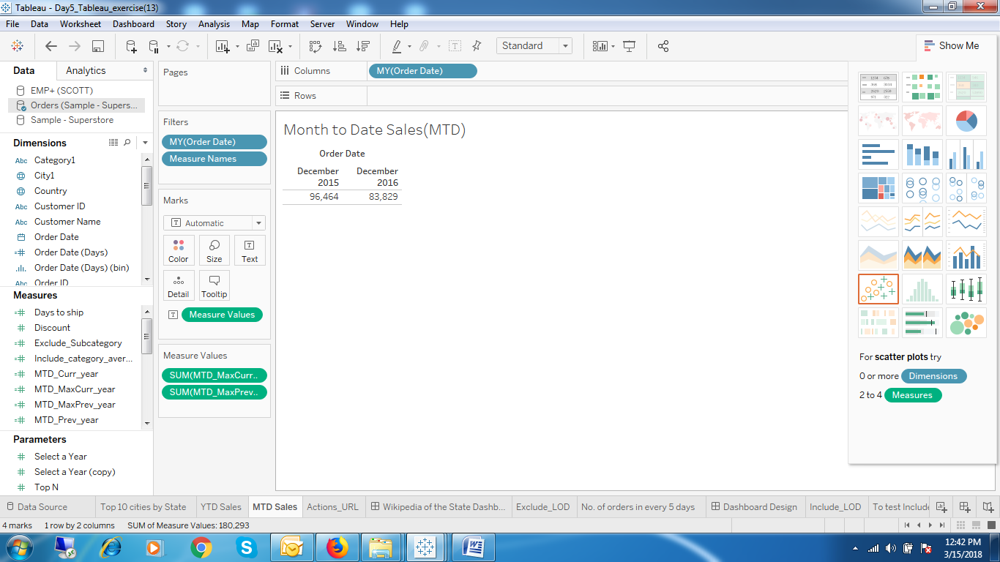 Tableau - Day5_Tableau_exercise(13)
File Data Worksheet Dashboard Story Analysis Map Format Server Window Help
Standard
Show Me
Data Analytics
EMP+ (SCOTT)
Orders (Sample - Supers...
Sample - Superstore
Dimensions
Abc Category1
City1
Country
Abc Customer ID
Abc Customer Name
Order Date
Order Date (Days)
Order Date (Days) (bin)
Abc Order ID
Measures
Days to ship
Discount
Exclude_Subcategory
Include_category_aver...
MTD_Curr_year
MTD_MaxCurr_year
MTD_MaxPrev_year
MTD_Prev_year
Parameters
Select a Year
Select a Year (copy)
Top N
Pages
Filters
MY(Order Date)
Measure Names
Marks
Automatic
Color Size Text
Detail Tooltip
Measure Values
Measure Values
SUM(MTD_MaxCurr..
SUM(MTD_MaxPrev..
Columns MY(Order Date)
Rows
Month to Date Sales(MTD)
Order Date
December December
2015 2016
96,464 83,829
For scatter plots try
0 or more Dimensions
2 to 4 Measures
Data Source Top 10 cities by State YTD Sales MTD Sales Actions_URL Wikipedia of the State Dashb... Exclude_LOD No. of orders in every 5 days Dashboard Design Include_LOD To test Include
4 marks 1 row by 2 columns SUM of Measure Values: 180,293
12:42 PM
3/15/2018